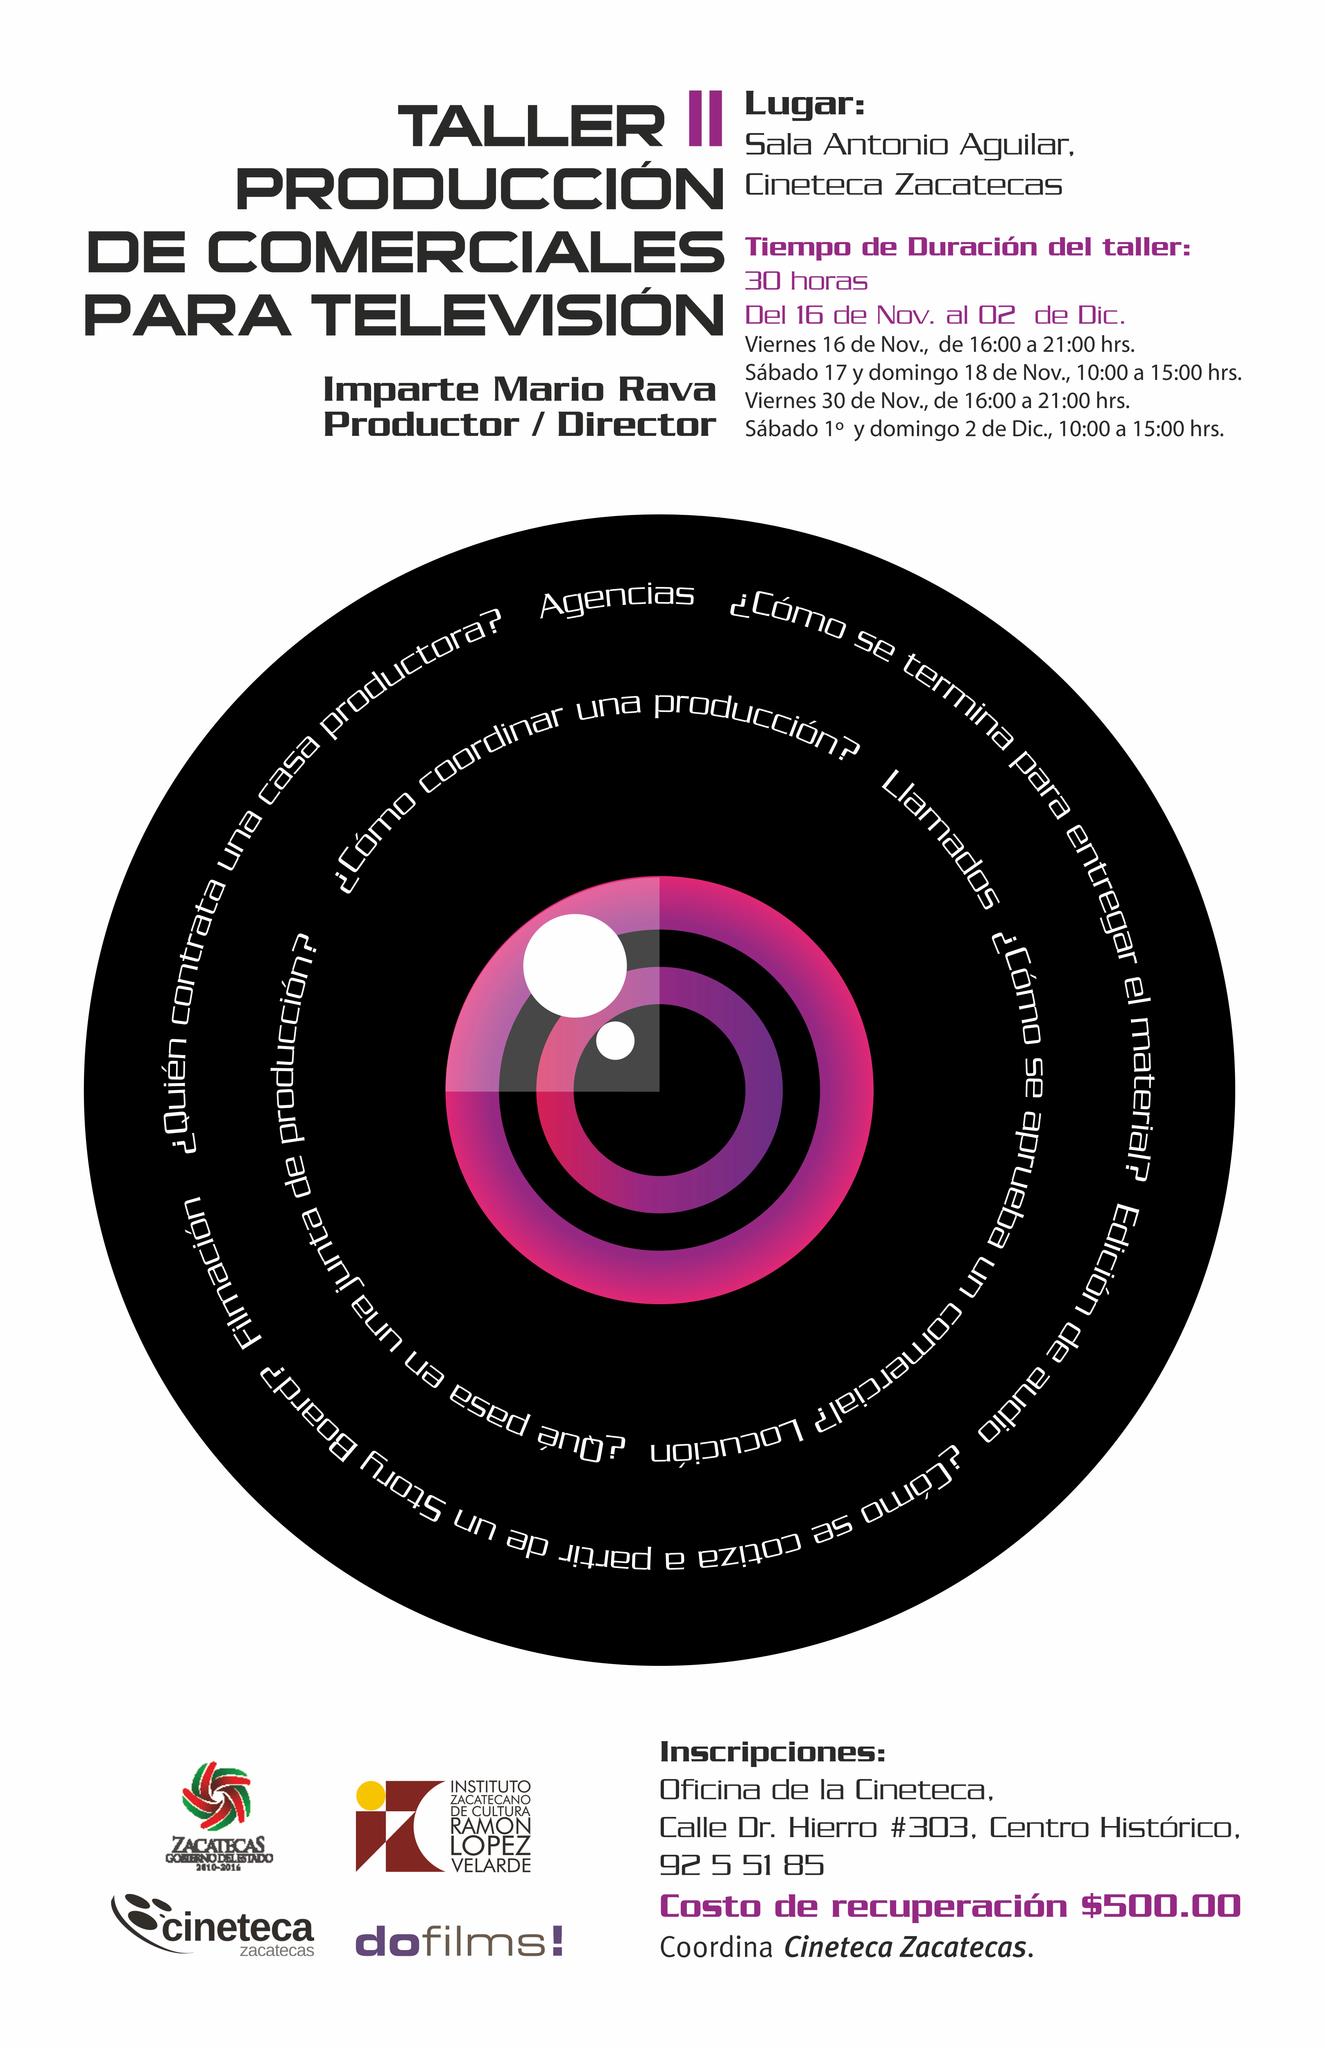 TALLER II
PRODUCCIÓN
DE COMERCIALES
PARA TELEVISIÓN
Imparte Mario Rava
Productor / Director
Lugar:
Sala Antonio Aguilar,
Cineteca Zacatecas
Tiempo de Duración del taller:
30 horas
Del 16 de Nov. al 02 de Dic.
Viernes 16 de Nov., de 16:00 a 21:00 hrs.
Sábado 17 y domingo 18 de Nov., 10:00 a 15:00 hrs.
Viernes 30 de Nov., de 16:00 a 21:00 hrs.
Sábado 1º y domingo 2 de Dic., 10:00 a 15:00 hrs.
¿Quién contrata una casa productora? Agencias ¿Cómo se termina para entregar el material? Edición de audio ¿Cómo se cotiza a partir de un Story Board? Filmación
¿Cómo coordinar una producción? Llamados ¿Cómo se aprueba un comercial? Locución ¿Qué pasa en una junta de producción?
ZACATECAS
GOBIERNO DEL ESTADO
2010-2016
INSTITUTO
ZACATECANO
DE CULTURA
RAMON
LOPEZ
VELARDE
cineteca
zacatecas
dofilms!
Inscripciones:
Oficina de la Cineteca,
Calle Dr. Hierro #303, Centro Histórico,
92 5 51 85
Costo de recuperación $500.00
Coordina Cineteca Zacatecas.